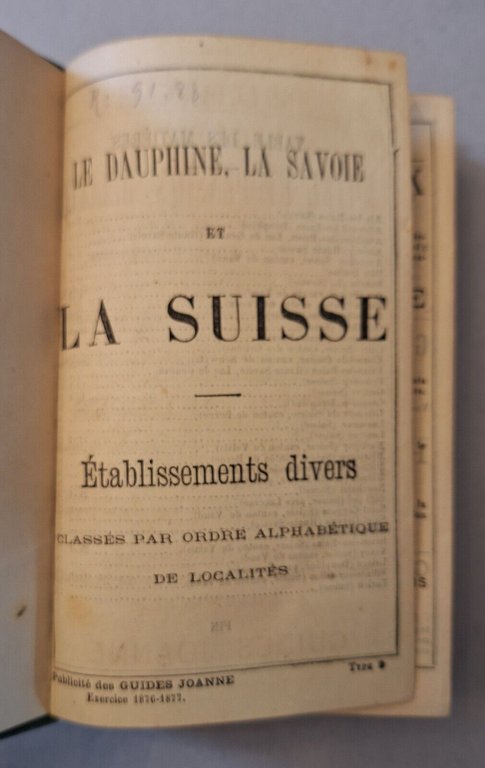 LE DAUPHINE, LA SAVOIE
ET
LA SUISSE
Établissements divers
CLASSÉS PAR ORDRE ALPHABÉTIQUE
DE LOCALITÉS
Publicité des GUIDES JOANNE
Exercice 1876-1877.